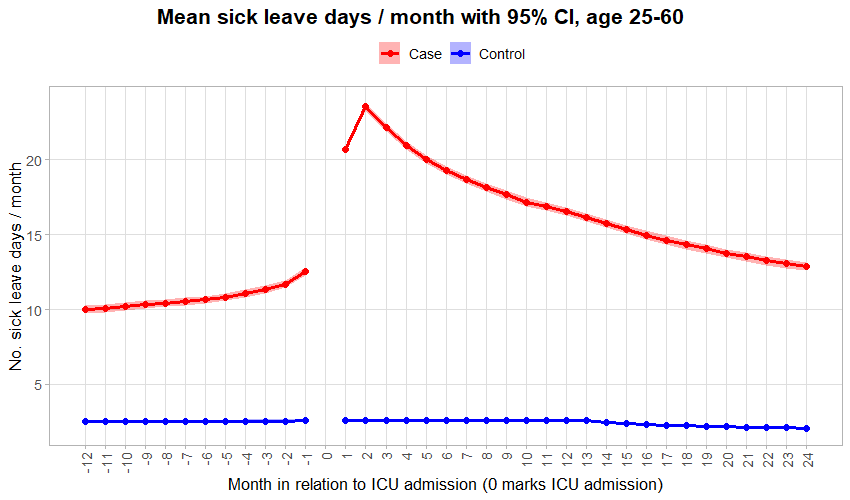 Mean sick leave days / month with 95% CI, age 25-60
Case Control
No. sick leave days / month
20
15
10
5
-12 -11 -10 -9 -8 -7 -6 -5 -4 -3 -2 -1 0 1 2 3 4 5 6 7 8 9 10 11 12 13 14 15 16 17 18 19 20 21 22 23 24
Month in relation to ICU admission (0 marks ICU admission)